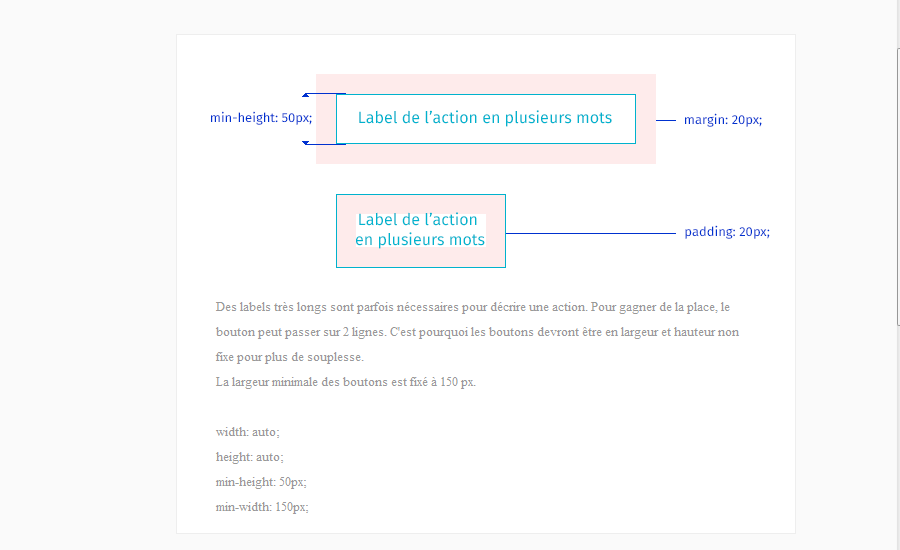 min-height: 50px;
Label de l'action en plusieurs mots
margin: 20px;
Label de l'action
en plusieurs mots
padding: 20px;
Des labels très longs sont parfois nécessaires pour décrire une action. Pour gagner de la place, le
bouton peut passer sur 2 lignes. C'est pourquoi les boutons devront être en largeur et hauteur non
fixe pour plus de souplesse.
La largeur minimale des boutons est fixé à 150 px.
width: auto;
height: auto;
min-height: 50px;
min-width: 150px;